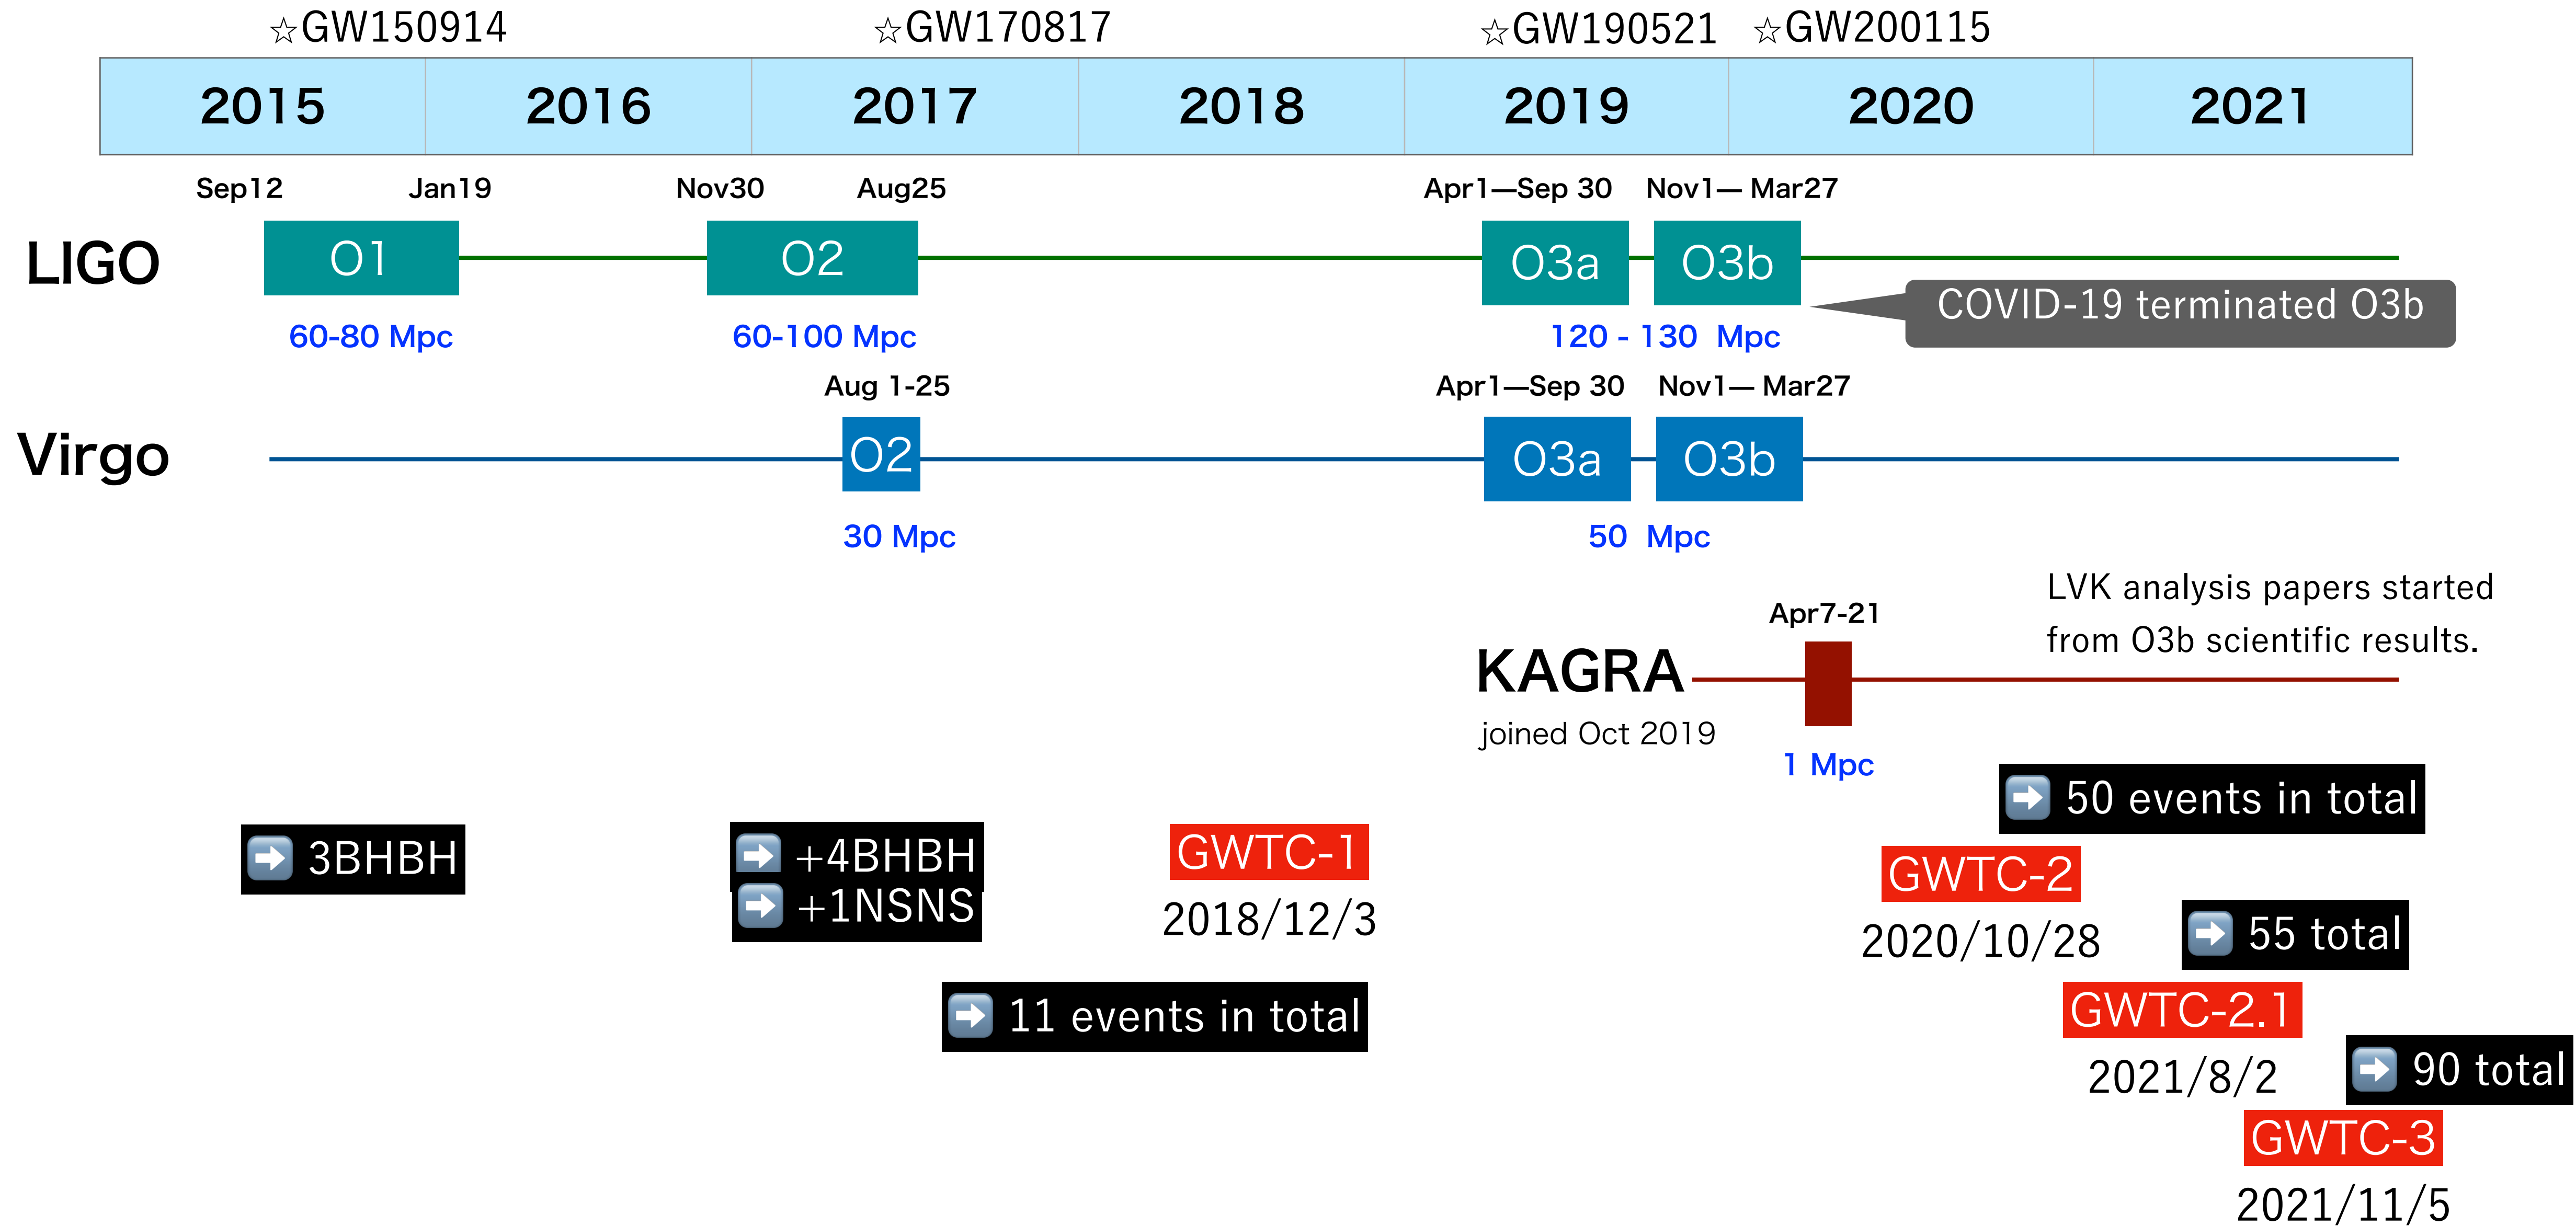 ☆GW150914
☆GW170817
☆GW190521
☆GW200115
2015
2016
2017
2018
2019
2020
2021
Sep12
Jan19
Nov30
Aug25
Apr1—Sep 30
Nov1— Mar27
LIGO
O1
O2
O3a
O3b
COVID-19 terminated O3b
60-80 Mpc
60-100 Mpc
120 - 130 Mpc
Aug 1-25
Apr1—Sep 30
Nov1— Mar27
Virgo
O2
O3a
O3b
30 Mpc
50 Mpc
LVK analysis papers started
from O3b scientific results.
Apr7-21
KAGRA
joined Oct 2019
1 Mpc
➡ 50 events in total
➡ 3BHBH
➡ +4BHBH
➡ +1NSNS
GWTC-1
2018/12/3
GWTC-2
2020/10/28
➡ 55 total
➡ 11 events in total
GWTC-2.1
2021/8/2
➡ 90 total
GWTC-3
2021/11/5